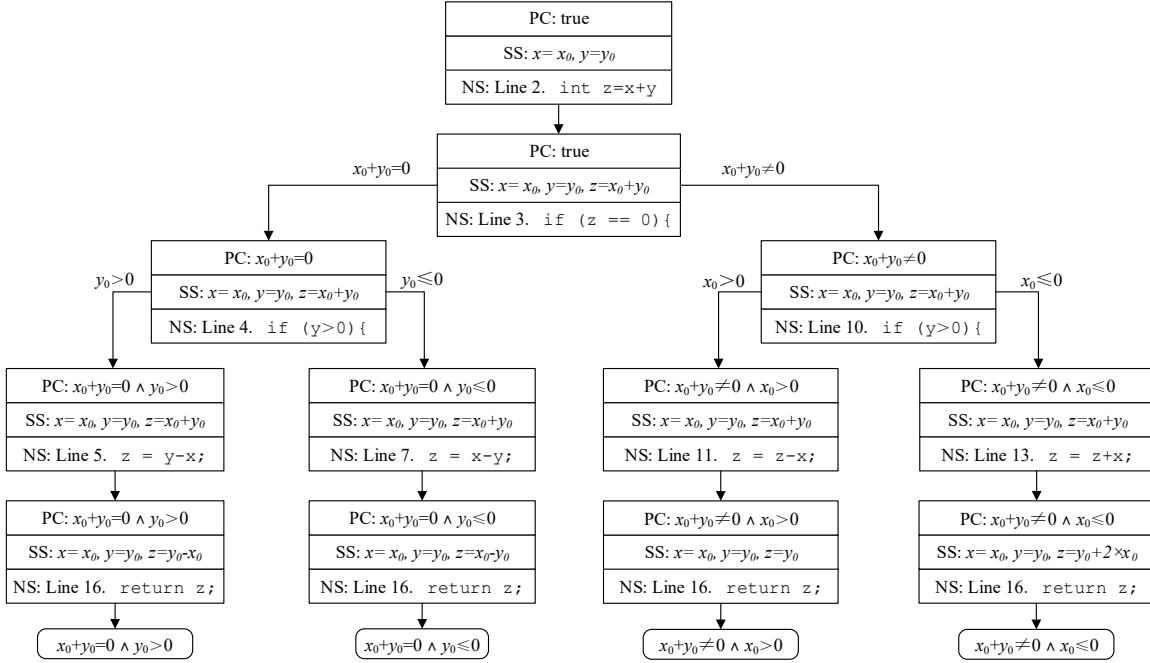 PC: true
SS: x= x₀, y=y₀
NS: Line 2. int z=x+y
PC: true
x₀+y₀=0
x₀+y₀≠0
SS: x= x₀, y=y₀, z=x₀+y₀
NS: Line 3. if (z == 0){
PC: x₀+y₀=0
PC: x₀+y₀≠0
y₀>0
y₀⩽0
x₀>0
x₀⩽0
SS: x= x₀, y=y₀, z=x₀+y₀
SS: x= x₀, y=y₀, z=x₀+y₀
NS: Line 4. if (y>0){
NS: Line 10. if (y>0){
PC: x₀+y₀=0 ∧ y₀>0
PC: x₀+y₀=0 ∧ y₀⩽0
PC: x₀+y₀≠0 ∧ x₀>0
PC: x₀+y₀≠0 ∧ x₀⩽0
SS: x= x₀, y=y₀, z=x₀+y₀
SS: x= x₀, y=y₀, z=x₀+y₀
SS: x= x₀, y=y₀, z=x₀+y₀
SS: x= x₀, y=y₀, z=x₀+y₀
NS: Line 5. z = y-x;
NS: Line 7. z = x-y;
NS: Line 11. z = z-x;
NS: Line 13. z = z+x;
PC: x₀+y₀=0 ∧ y₀>0
PC: x₀+y₀=0 ∧ y₀⩽0
PC: x₀+y₀≠0 ∧ x₀>0
PC: x₀+y₀≠0 ∧ x₀⩽0
SS: x= x₀, y=y₀, z=y₀-x₀
SS: x= x₀, y=y₀, z=x₀-y₀
SS: x= x₀, y=y₀, z=y₀
SS: x= x₀, y=y₀, z=y₀+2×x₀
NS: Line 16. return z;
NS: Line 16. return z;
NS: Line 16. return z;
NS: Line 16. return z;
x₀+y₀=0 ∧ y₀>0
x₀+y₀=0 ∧ y₀⩽0
x₀+y₀≠0 ∧ x₀>0
x₀+y₀≠0 ∧ x₀⩽0